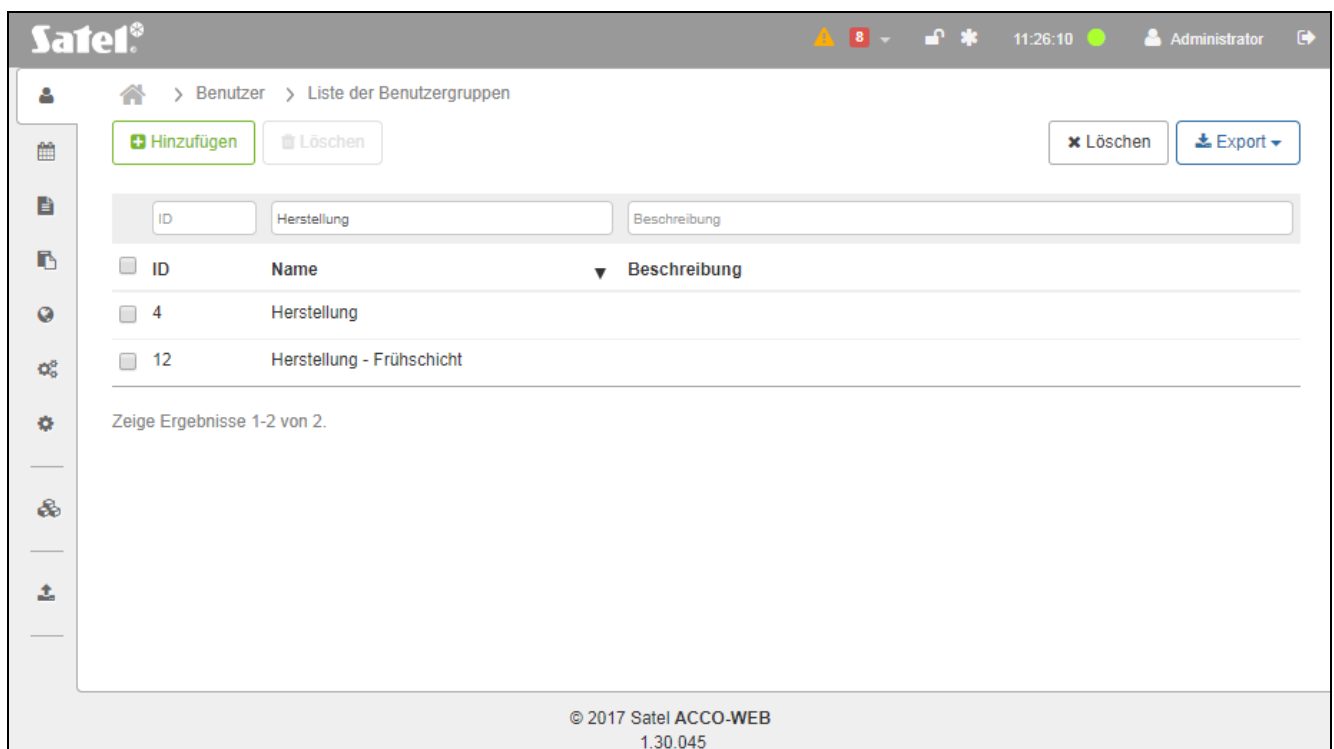 Satel®
8 11:26:10 Administrator
> Benutzer > Liste der Benutzergruppen
Hinzufügen Löschen Löschen Export
ID Herstellung Beschreibung
ID Name ▼ Beschreibung
4 Herstellung
12 Herstellung - Frühschicht
Zeige Ergebnisse 1-2 von 2.
© 2017 Satel ACCO-WEB
1.30.045